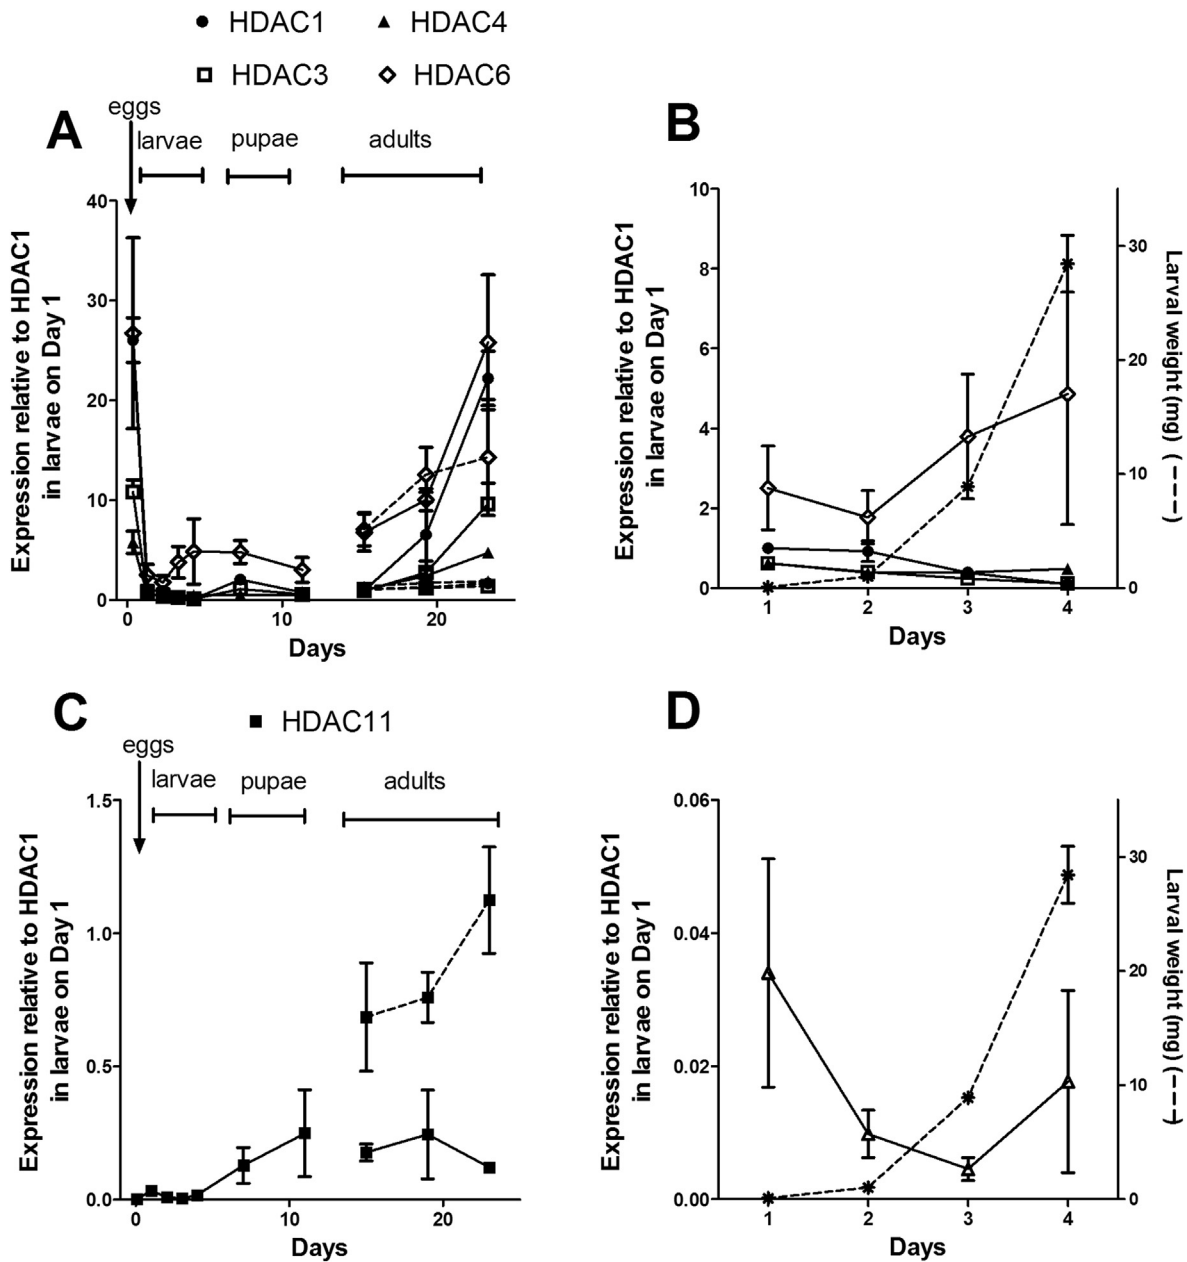 HDAC1 HDAC4
HDAC3 HDAC6
A
eggs
larvae
pupae
adults
Expression relative to HDAC1
in larvae on Day 1
40
30
20
10
0
0 10 20
Days
B
Expression relative to HDAC1
in larvae on Day 1
10
8
6
4
2
0
1 2 3 4
Days
30
20
10
0
Larval weight (mg) (---)
C
HDAC11
eggs
larvae
pupae
adults
Expression relative to HDAC1
in larvae on Day 1
1.5
1.0
0.5
0.0
0 10 20
Days
D
Expression relative to HDAC1
in larvae on Day 1
0.06
0.04
0.02
0.00
1 2 3 4
Days
30
20
10
0
Larval weight (mg) (---)